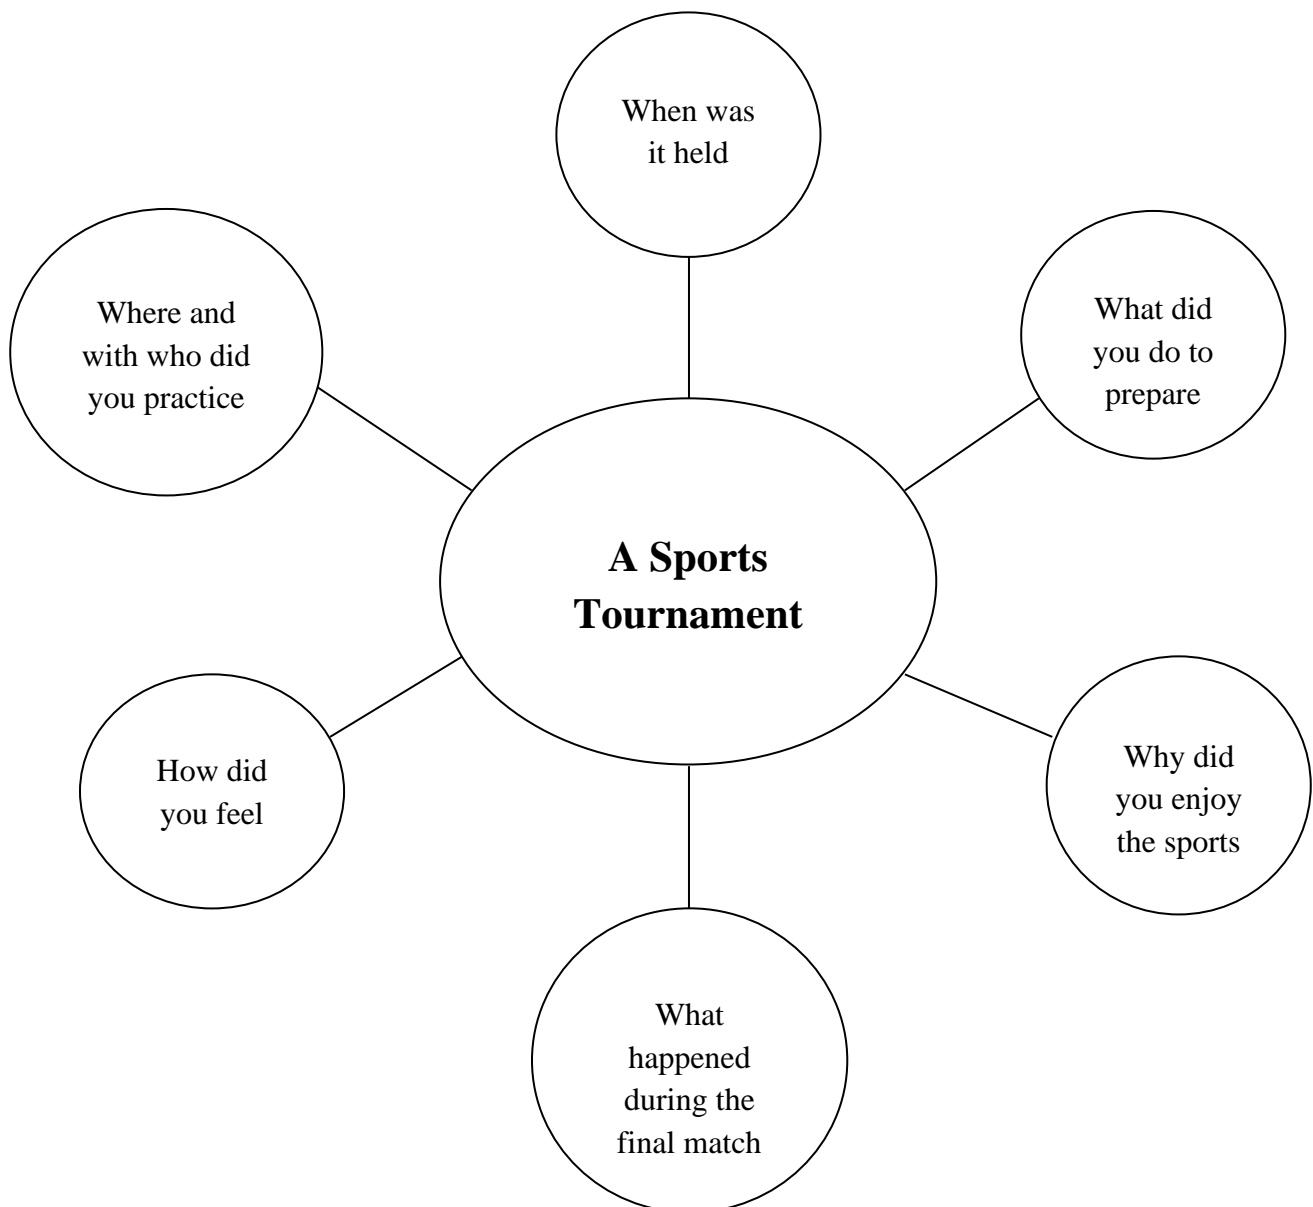 When was
it held
Where and
with who did
you practice
What did
you do to
prepare
A Sports
Tournament
How did
you feel
Why did
you enjoy
the sports
What
happened
during the
final match